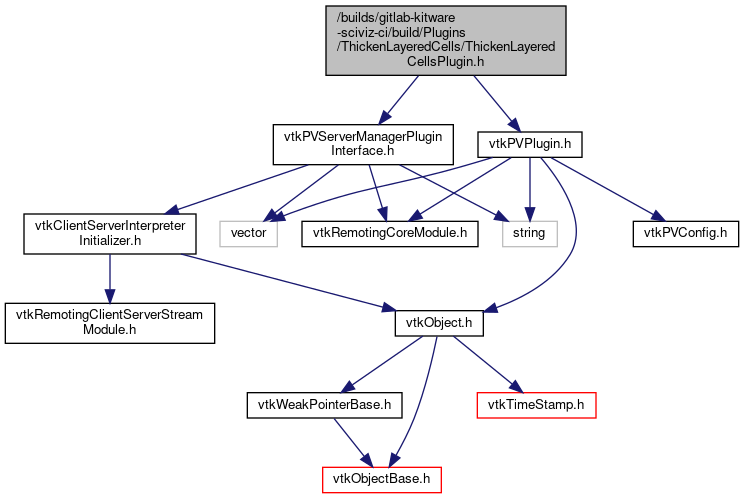 /builds/gitlab-kitware
-sciviz-ci/build/Plugins
/ThickenLayeredCells/ThickenLayered
CellsPlugin.h
vtkPVServerManagerPlugin
Interface.h
vtkPVPlugin.h
vtkClientServerInterpreter
Initializer.h
vector
vtkRemotingCoreModule.h
string
vtkPVConfig.h
vtkRemotingClientServerStream
Module.h
vtkObject.h
vtkWeakPointerBase.h
vtkTimeStamp.h
vtkObjectBase.h